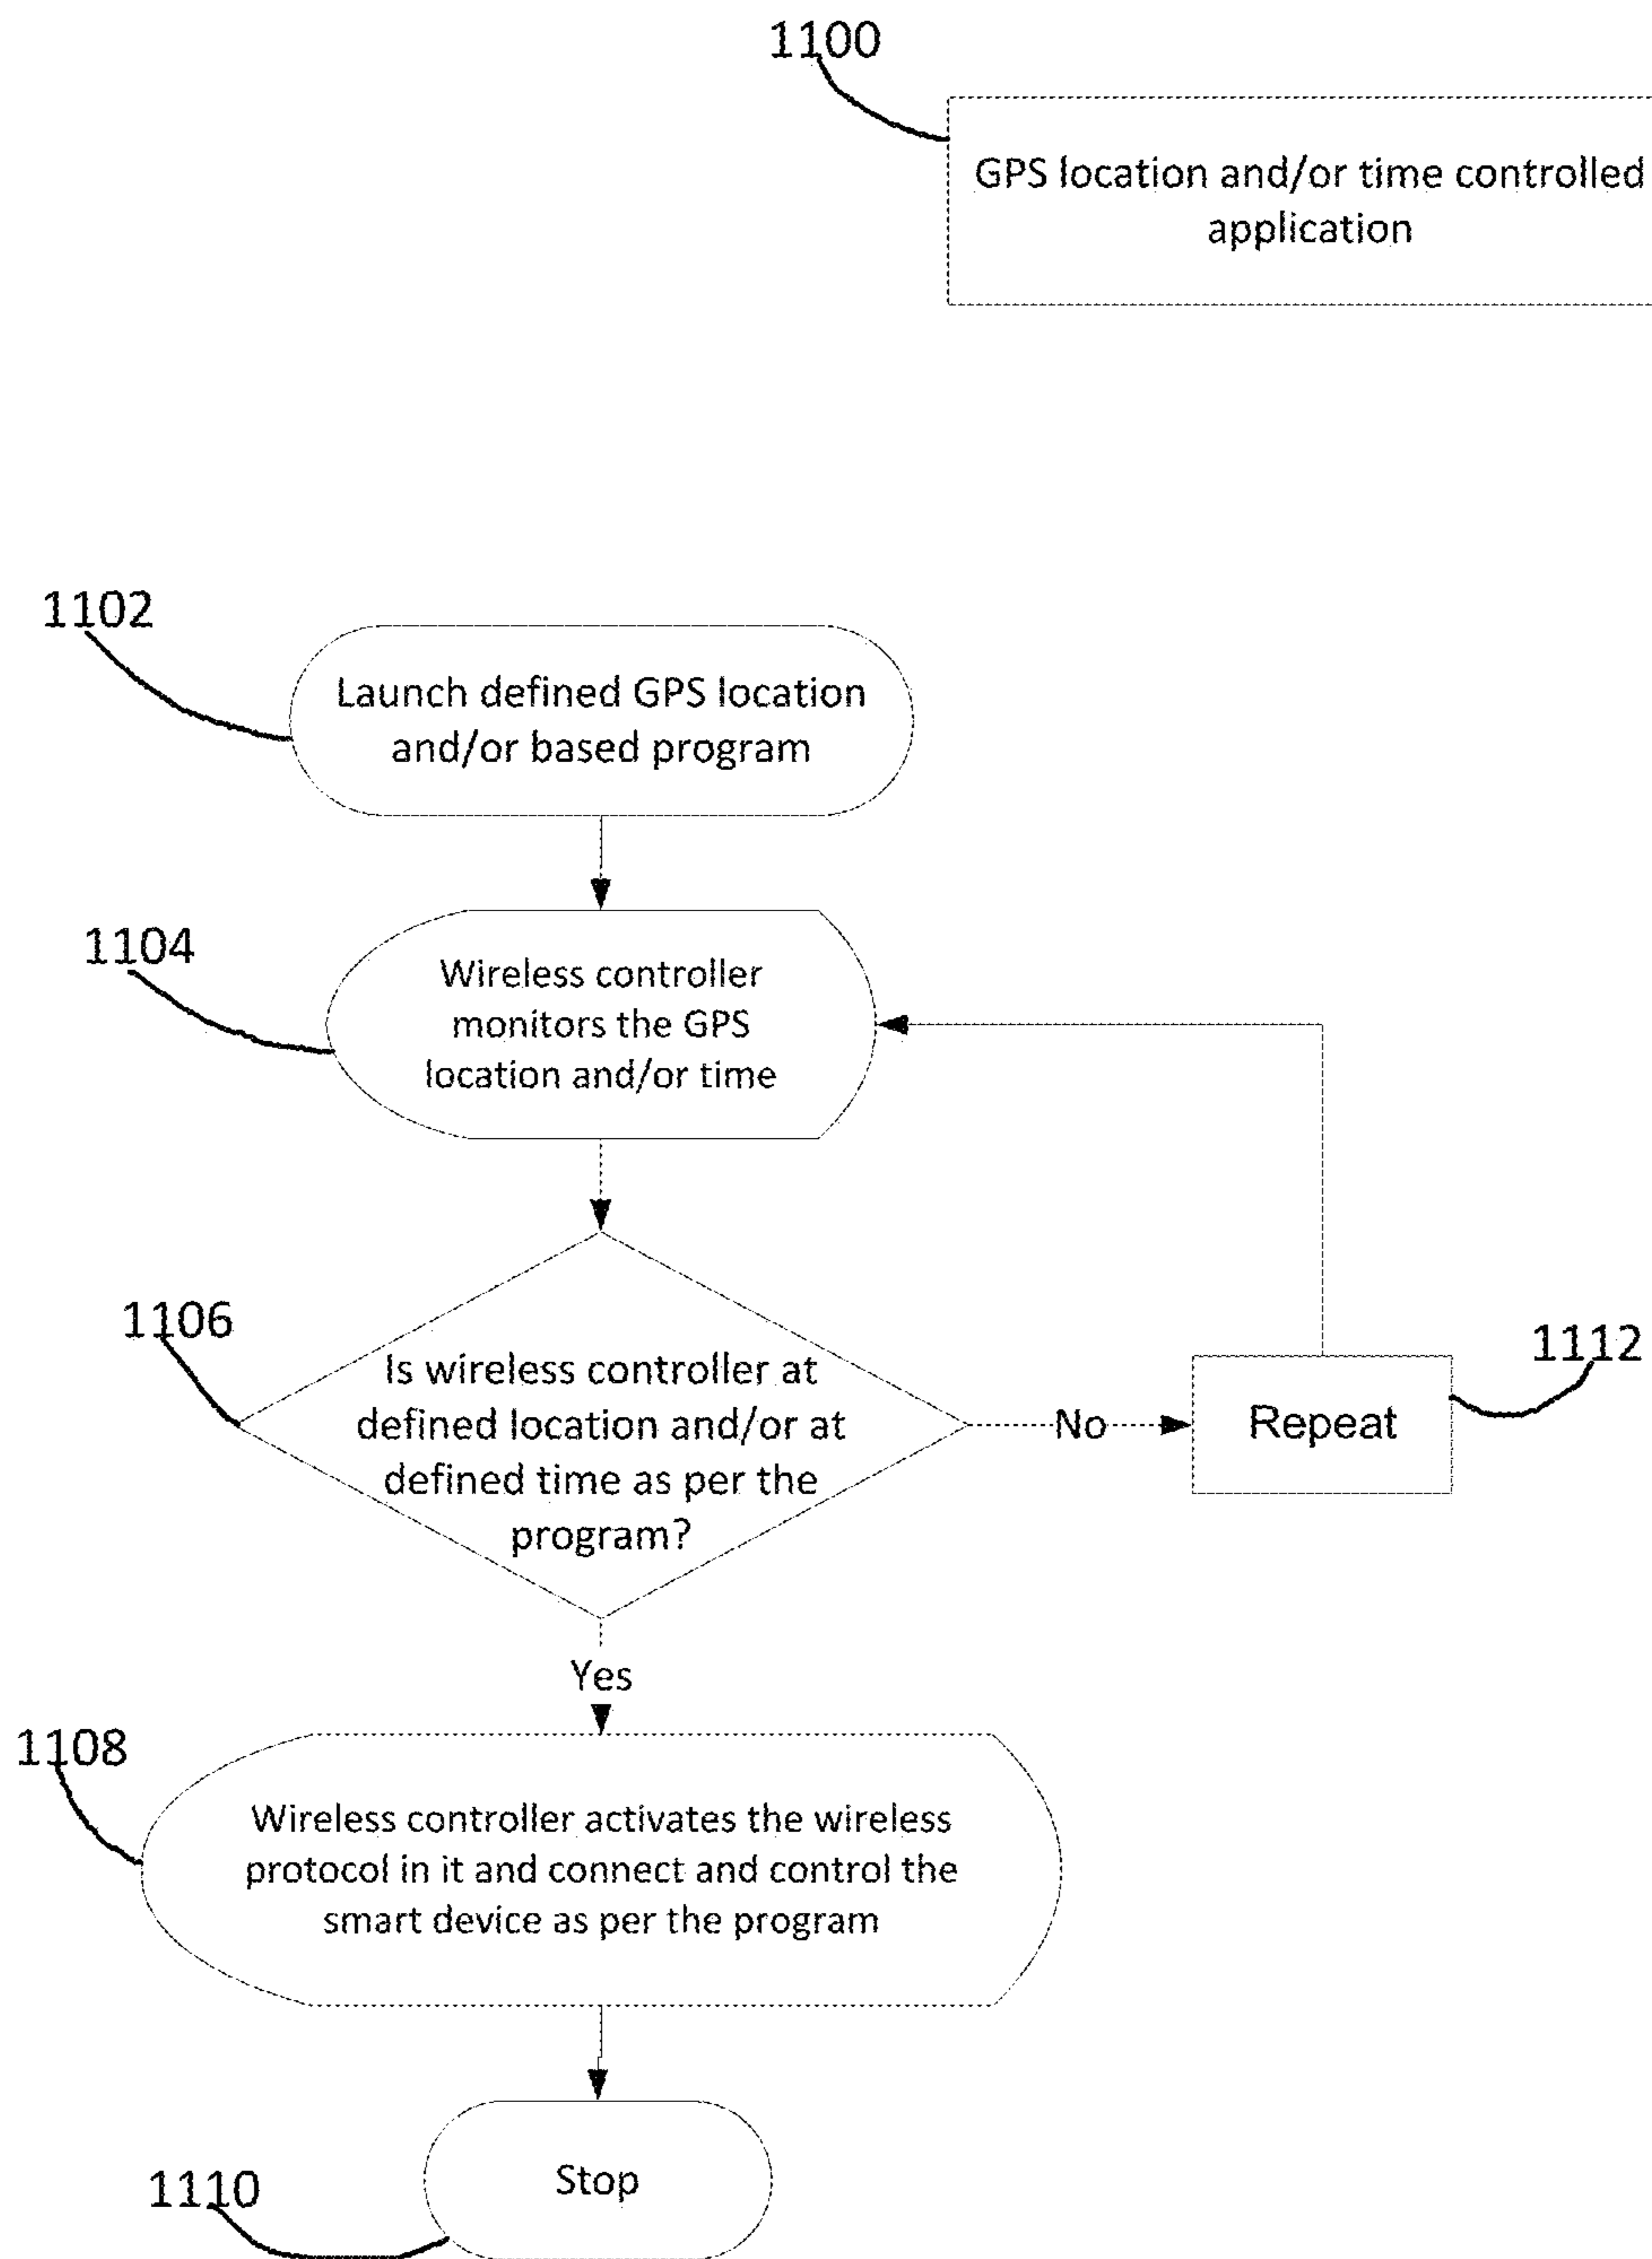 1100
GPS location and/or time controlled
application
1102
Launch defined GPS location
and/or based program
1104
Wireless controller
monitors the GPS
location and/or time
1106
Is wireless controller at
defined location and/or at
defined time as per the
program?
No
Repeat
1112
Yes
1108
Wireless controller activates the wireless
protocol in it and connect and control the
smart device as per the program
Stop
1110